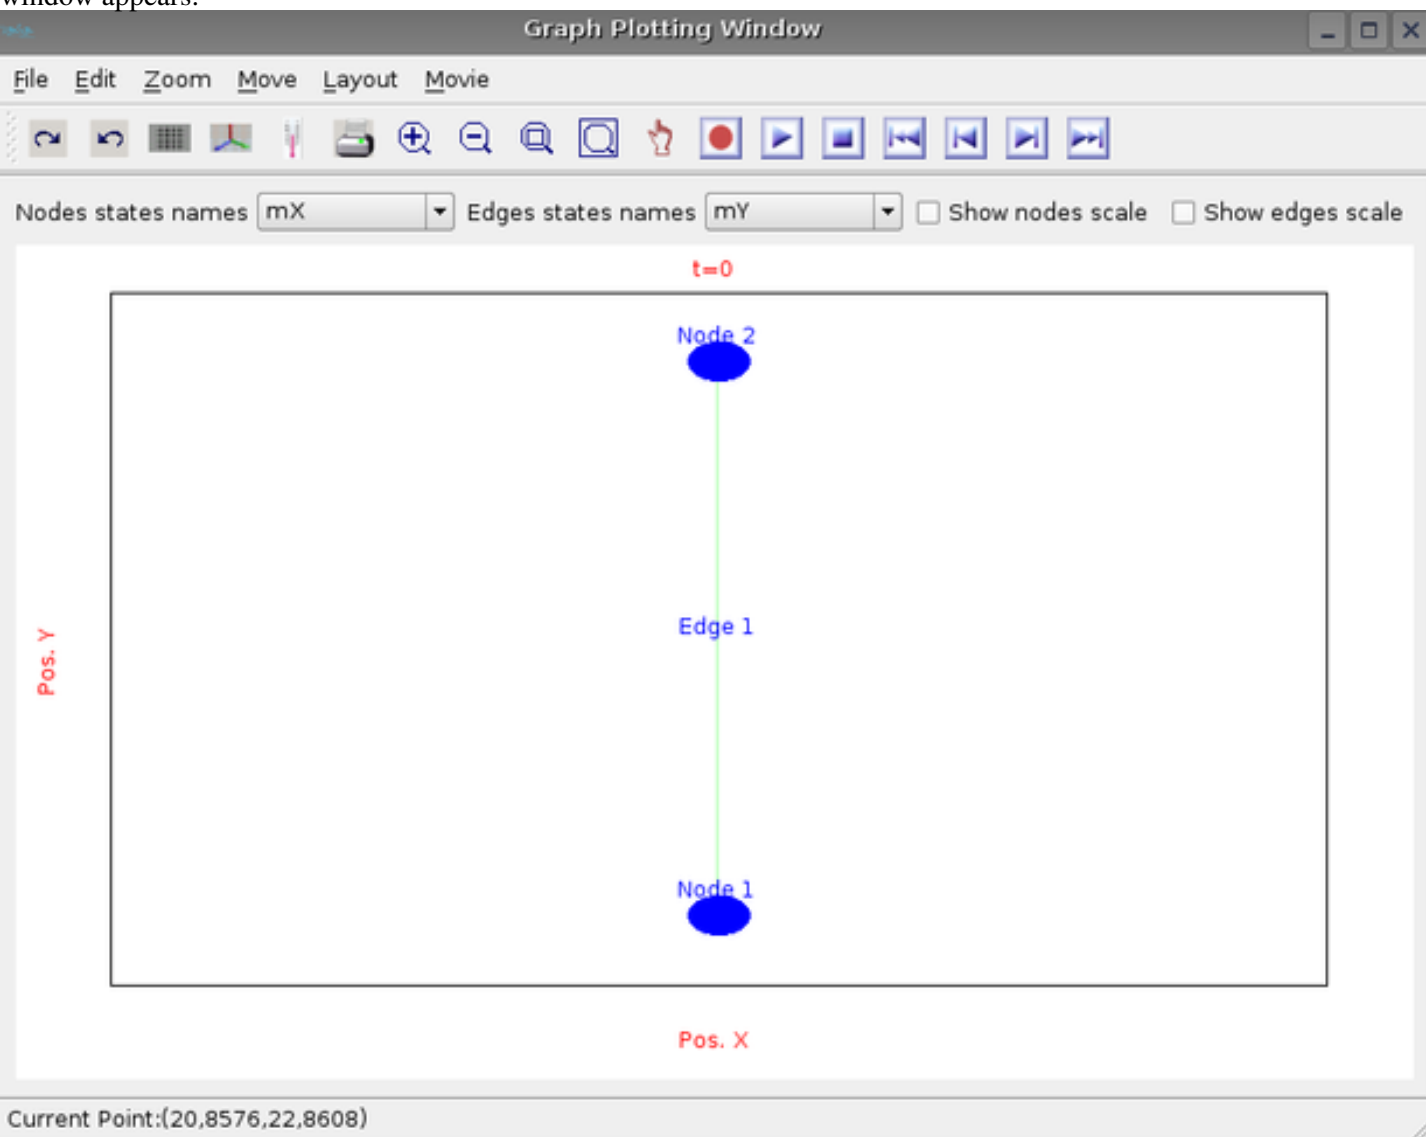 window appears:
Graph Plotting Window
File Edit Zoom Move Layout Movie
Nodes states names mX Edges states names mY Show nodes scale Show edges scale
t=0
Node 2
Edge 1
Pos. Y
Node 1
Pos. X
Current Point:(20,8576,22,8608)